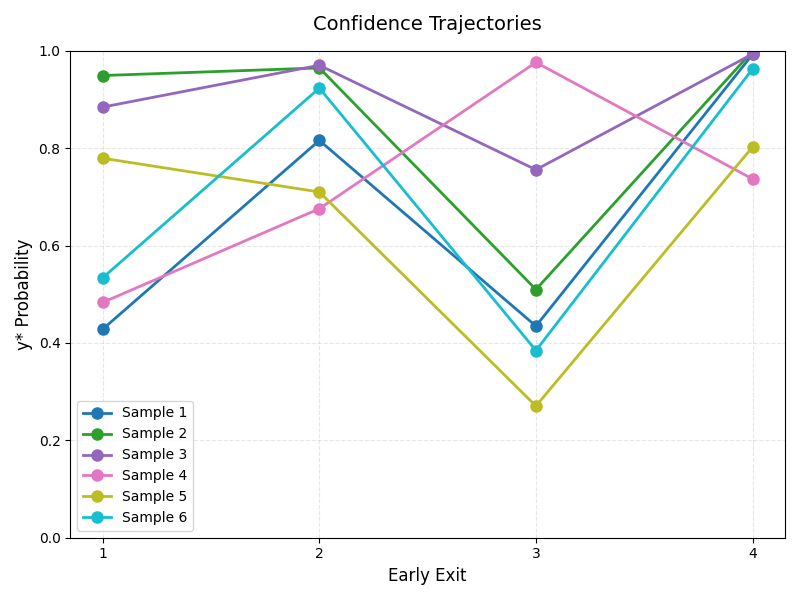 Confidence Trajectories
y* Probability
1.0
0.8
0.6
0.4
0.2
0.0
Sample 1
Sample 2
Sample 3
Sample 4
Sample 5
Sample 6
1 2 3 4
Early Exit